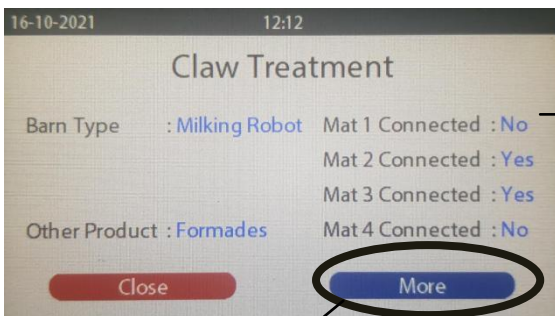 16-10-2021 12:12
Claw Treatment
Barn Type : Milking Robot Mat 1 Connected : No
Mat 2 Connected : Yes
Mat 3 Connected : Yes
Other Product : Formades Mat 4 Connected : No
Close More